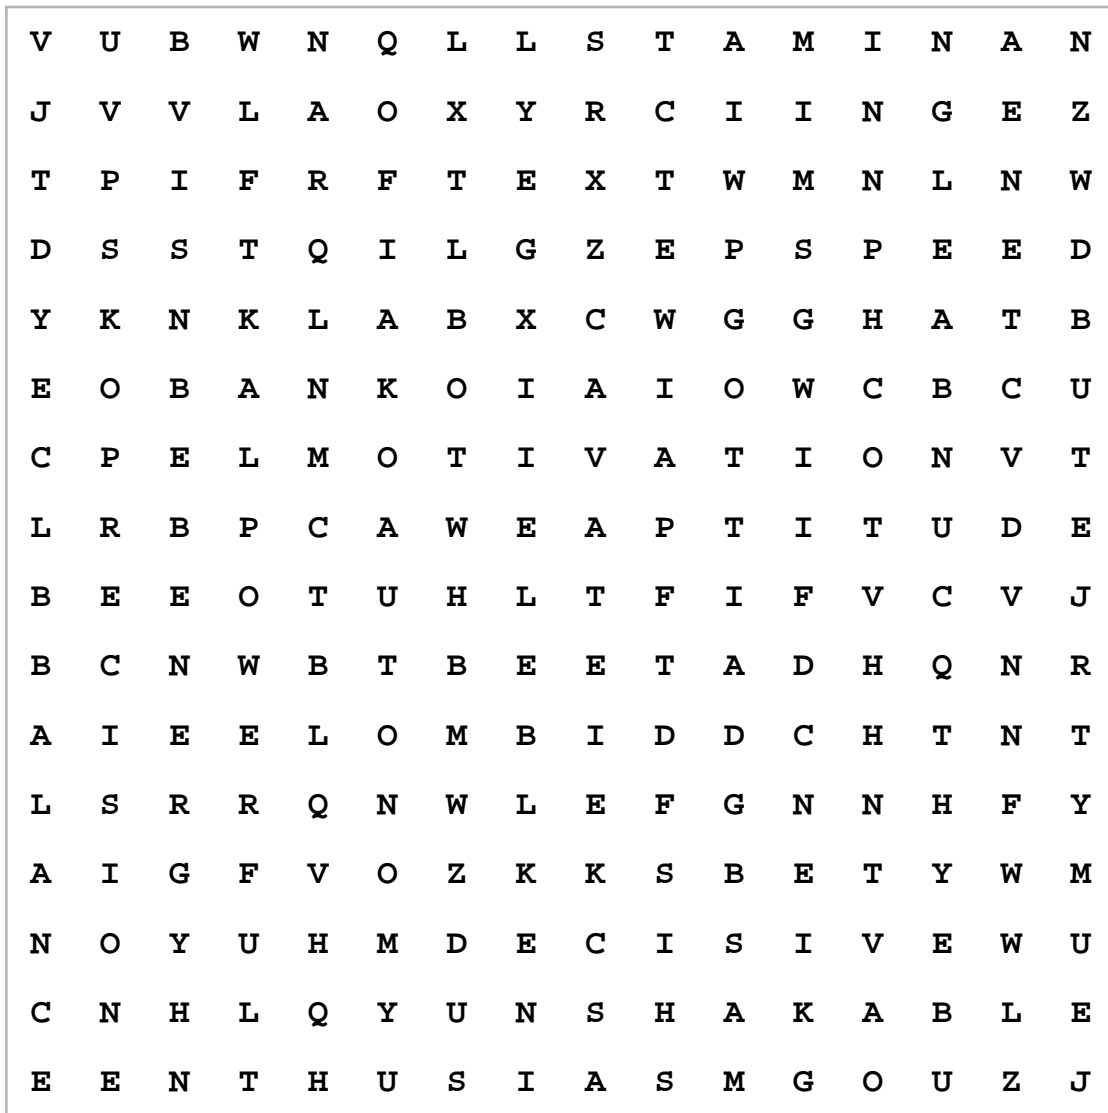 V U B W N Q L L S T A M I N A N
J V V L A O X Y R C I I N G E Z
T P I F R F T E X T W M N L N W
D S S T Q I L G Z E P S P E E D
Y K N K L A B X C W G G H A T B
E O B A N K O I A I O W C B C U
C P E L M O T I V A T I O N V T
L R B P C A W E A P T I T U D E
B E E O T U H L T F I F V C V J
B C N W B T B E E T A D H Q N R
A I E E L O M B I D D C H T N T
L S R R Q N W L E F G N N H F Y
A I G F V O Z K K S B E T Y W M
N O Y U H M D E C I S I V E W U
C N H L Q Y U N S H A K A B L E
E E N T H U S I A S M G O U Z J